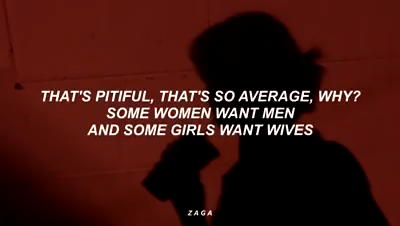 THAT'S PITIFUL, THAT'S SO AVERAGE, WHY?
SOME WOMEN WANT MEN
AND SOME GIRLS WANT WIVES
ZAGA